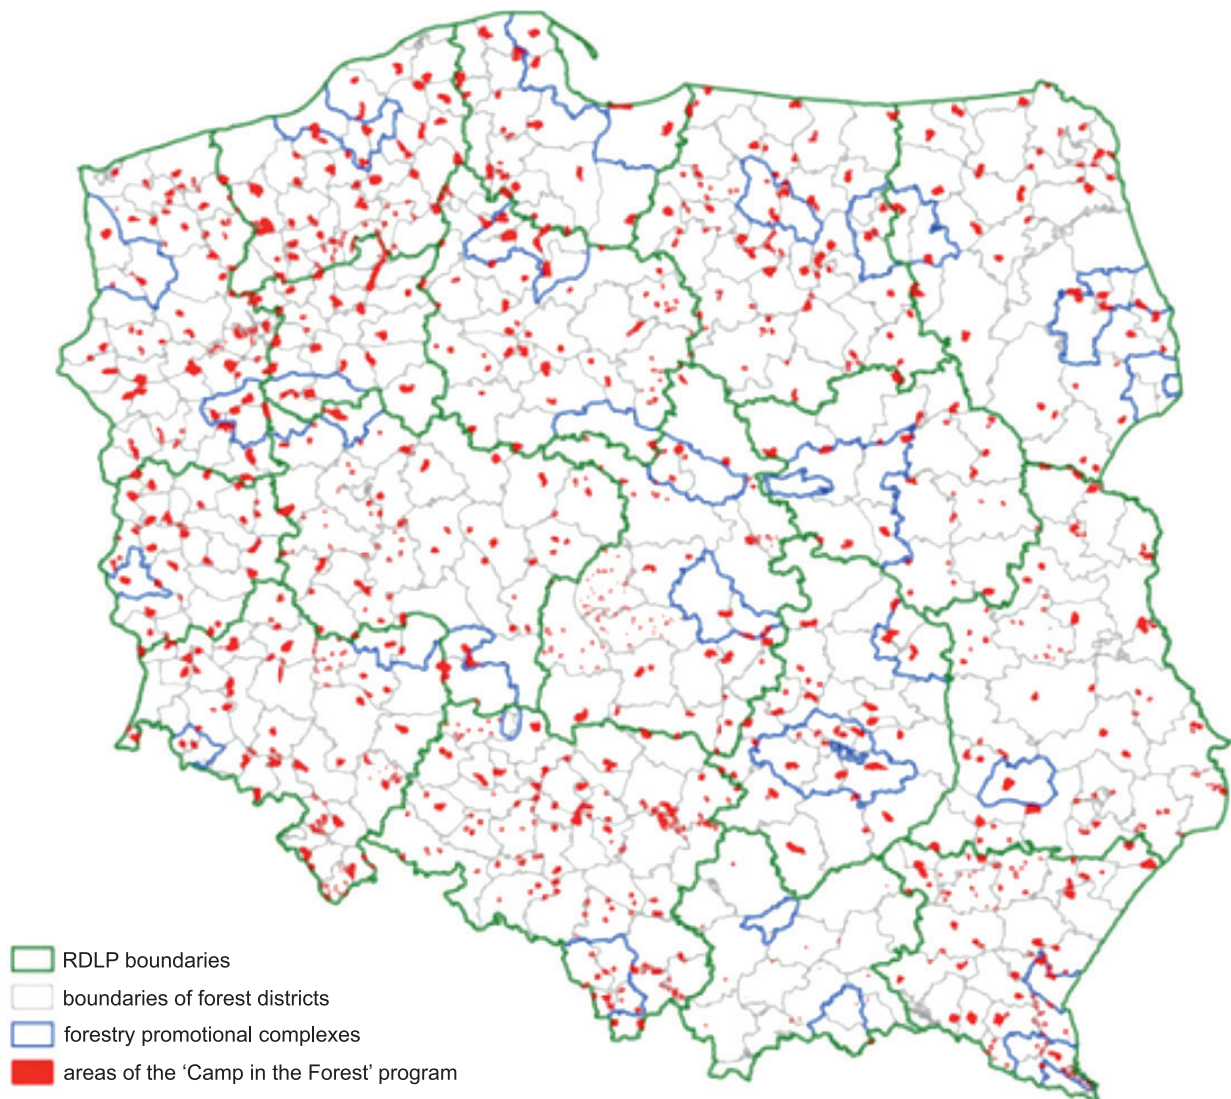 RDLP boundaries
boundaries of forest districts
forestry promotional complexes
areas of the ‘Camp in the Forest’ program